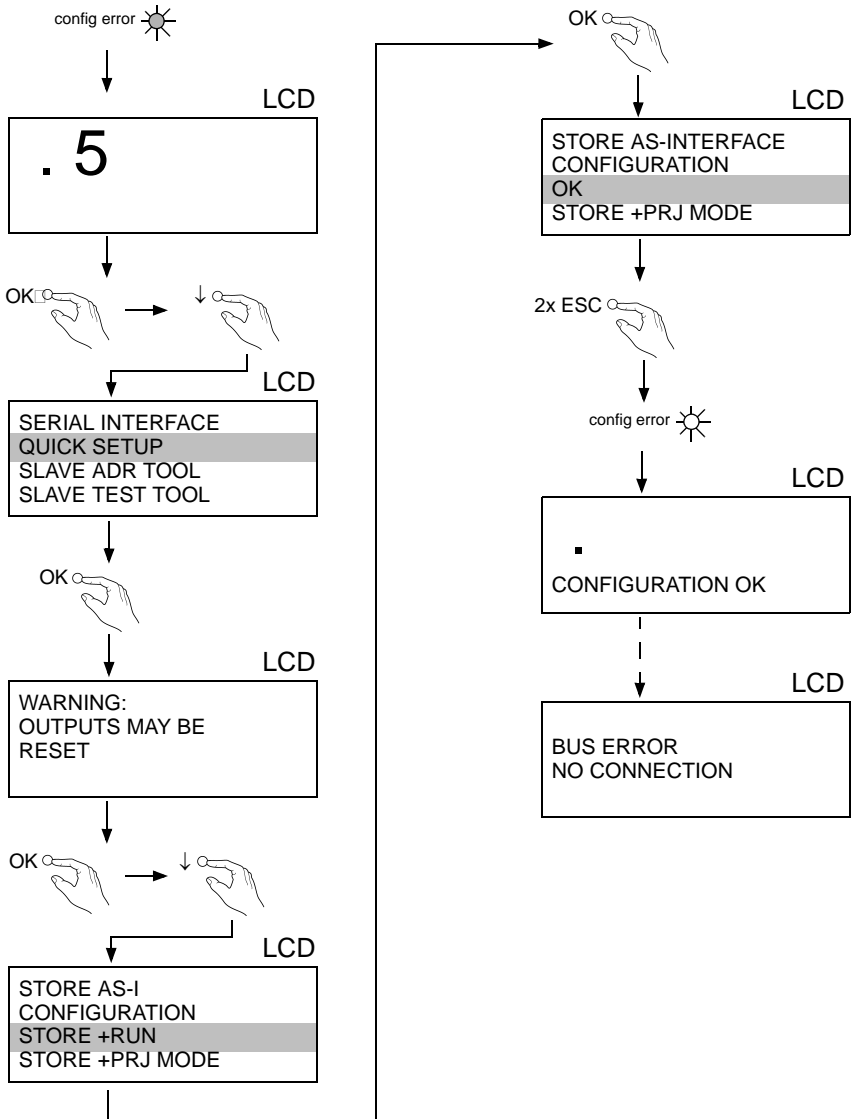 config error
LCD
. 5
OK ↓
LCD
SERIAL INTERFACE
QUICK SETUP
SLAVE ADR TOOL
SLAVE TEST TOOL
OK
LCD
WARNING:
OUTPUTS MAY BE
RESET
OK ↓
LCD
STORE AS-I
CONFIGURATION
STORE +RUN
STORE +PRJ MODE
OK
LCD
STORE AS-INTERFACE
CONFIGURATION
OK
STORE +PRJ MODE
2x ESC
config error
LCD
.
CONFIGURATION OK
LCD
BUS ERROR
NO CONNECTION